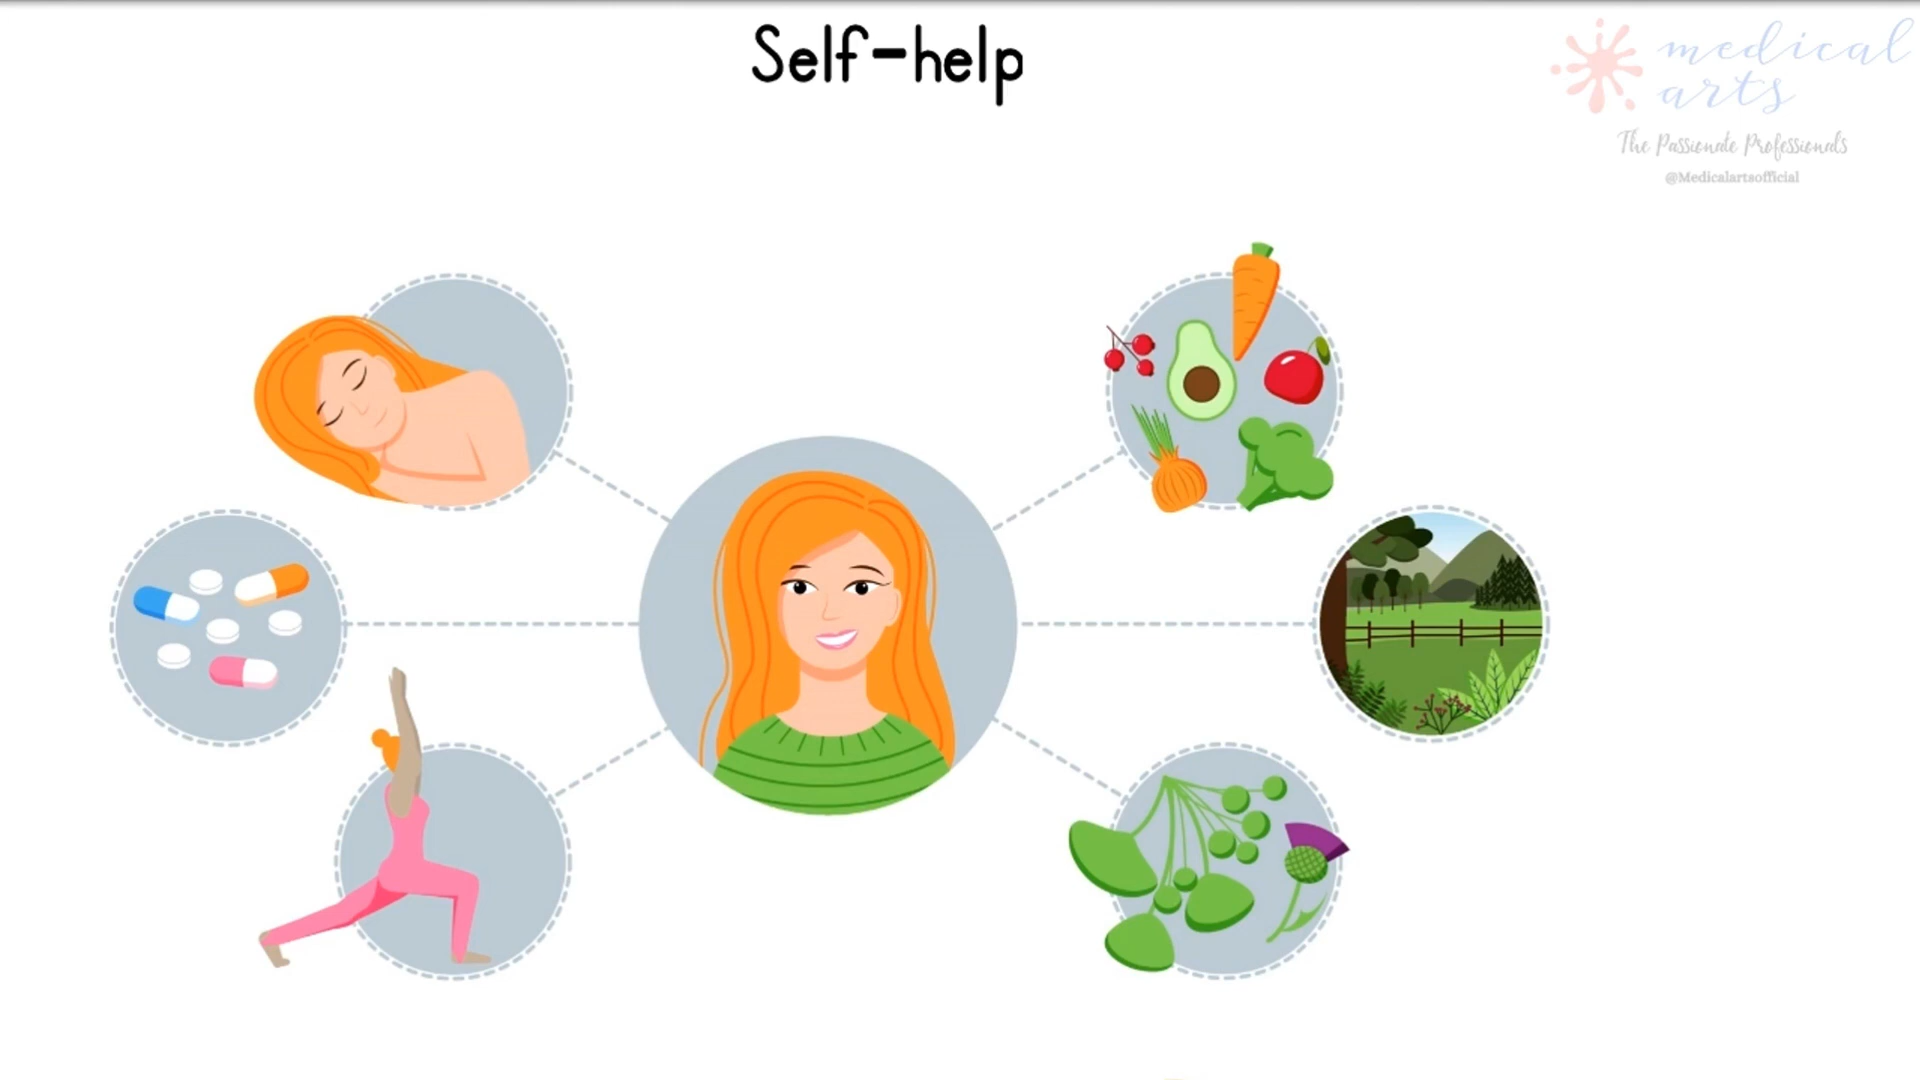 Self-help
medical
arts
The Passionate Professionals
@Medicalartsofficial